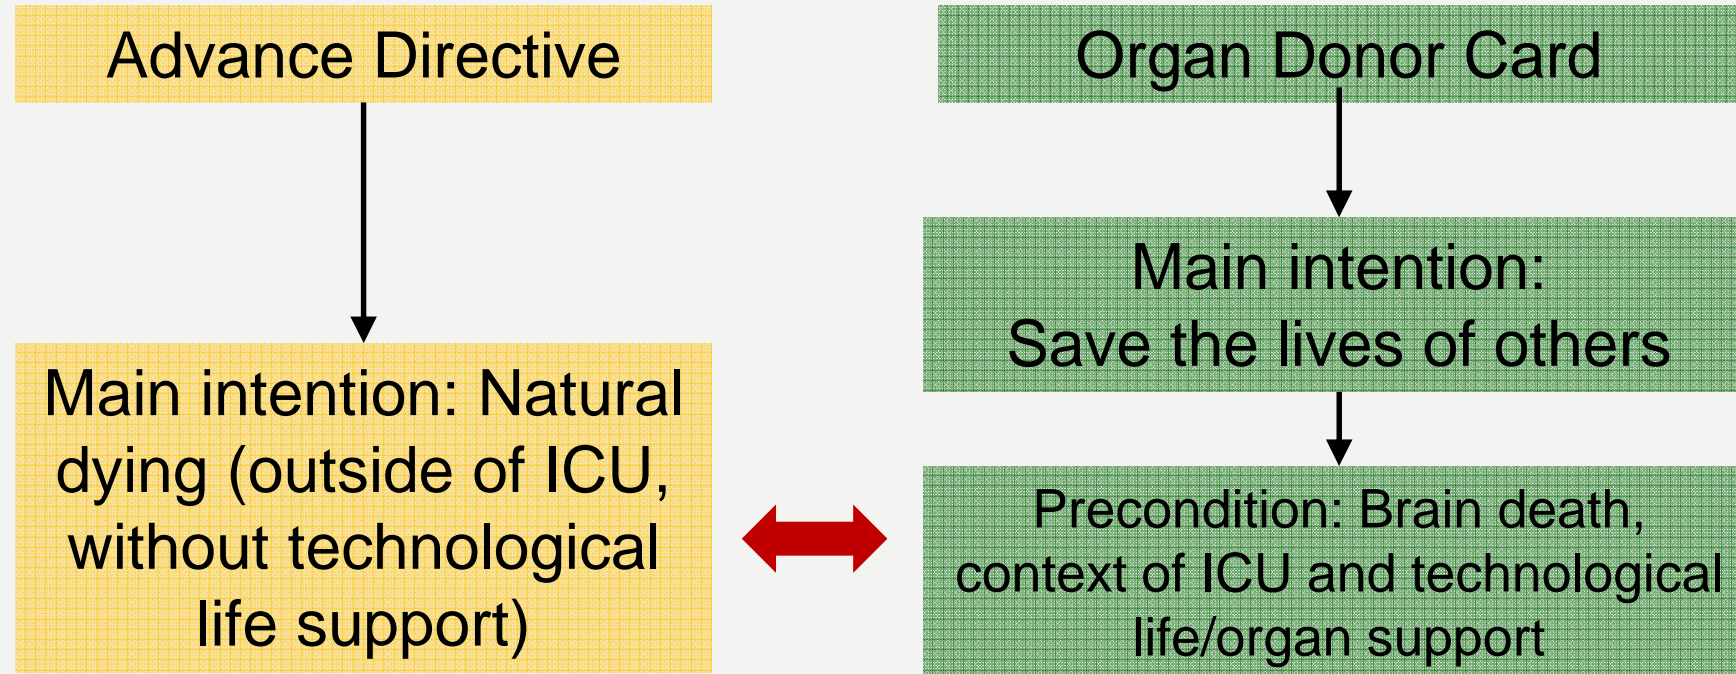 Advance Directive
Main intention: Natural
dying (outside of ICU,
without technological
life support)
Organ Donor Card
Main intention:
Save the lives of others
Precondition: Brain death,
context of ICU and technological
life/organ support